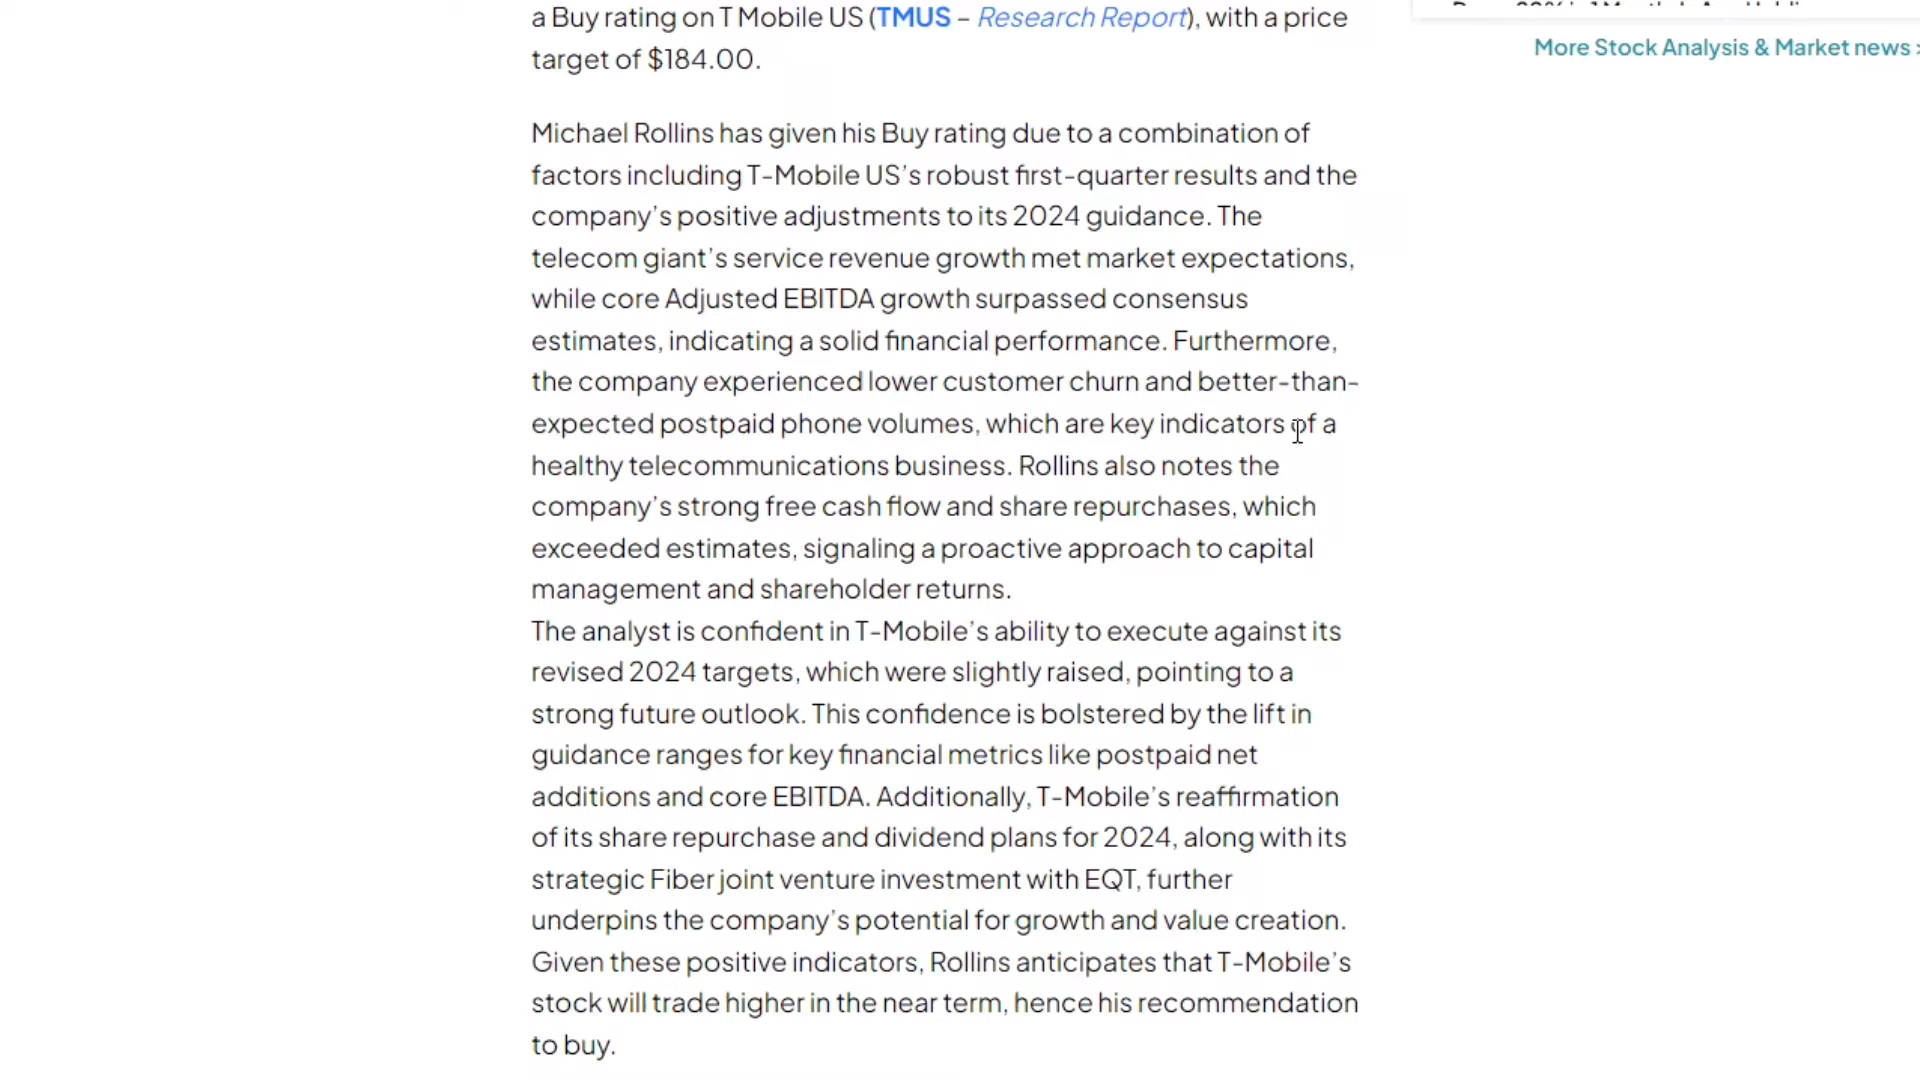 a Buy rating on T Mobile US (TMUS – Research Report), with a price
target of $184.00.
More Stock Analysis & Market news >
Michael Rollins has given his Buy rating due to a combination of
factors including T-Mobile US’s robust first-quarter results and the
company’s positive adjustments to its 2024 guidance. The
telecom giant’s service revenue growth met market expectations,
while core Adjusted EBITDA growth surpassed consensus
estimates, indicating a solid financial performance. Furthermore,
the company experienced lower customer churn and better-than-
expected postpaid phone volumes, which are key indicators of a
healthy telecommunications business. Rollins also notes the
company’s strong free cash flow and share repurchases, which
exceeded estimates, signaling a proactive approach to capital
management and shareholder returns.
The analyst is confident in T-Mobile’s ability to execute against its
revised 2024 targets, which were slightly raised, pointing to a
strong future outlook. This confidence is bolstered by the lift in
guidance ranges for key financial metrics like postpaid net
additions and core EBITDA. Additionally, T-Mobile’s reaffirmation
of its share repurchase and dividend plans for 2024, along with its
strategic Fiber joint venture investment with EQT, further
underpins the company’s potential for growth and value creation.
Given these positive indicators, Rollins anticipates that T-Mobile’s
stock will trade higher in the near term, hence his recommendation
to buy.